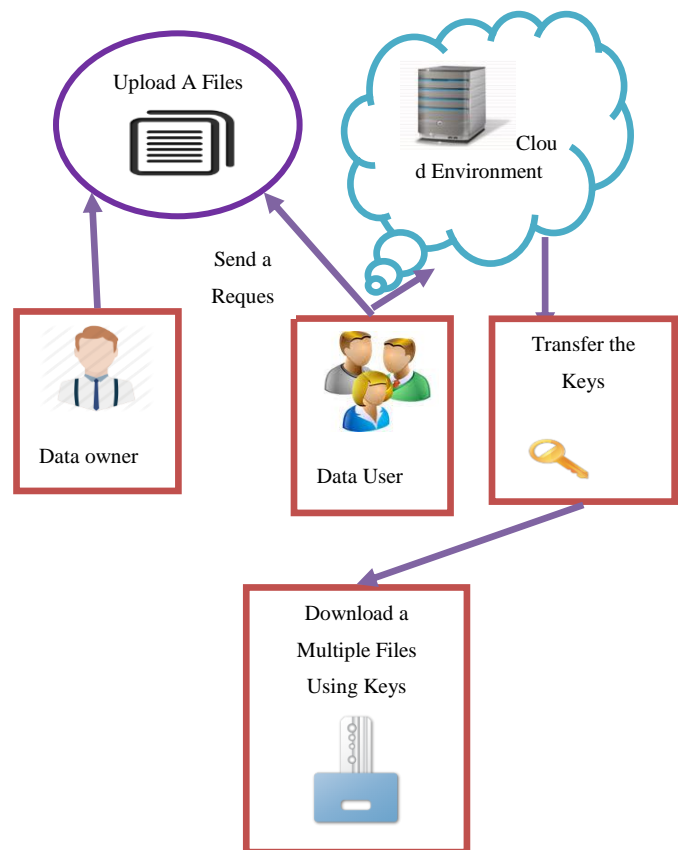 Upload A Files
Clou
d Environment
Send a
Reques
Data owner
Data User
Transfer the
Keys
Download a
Multiple Files
Using Keys